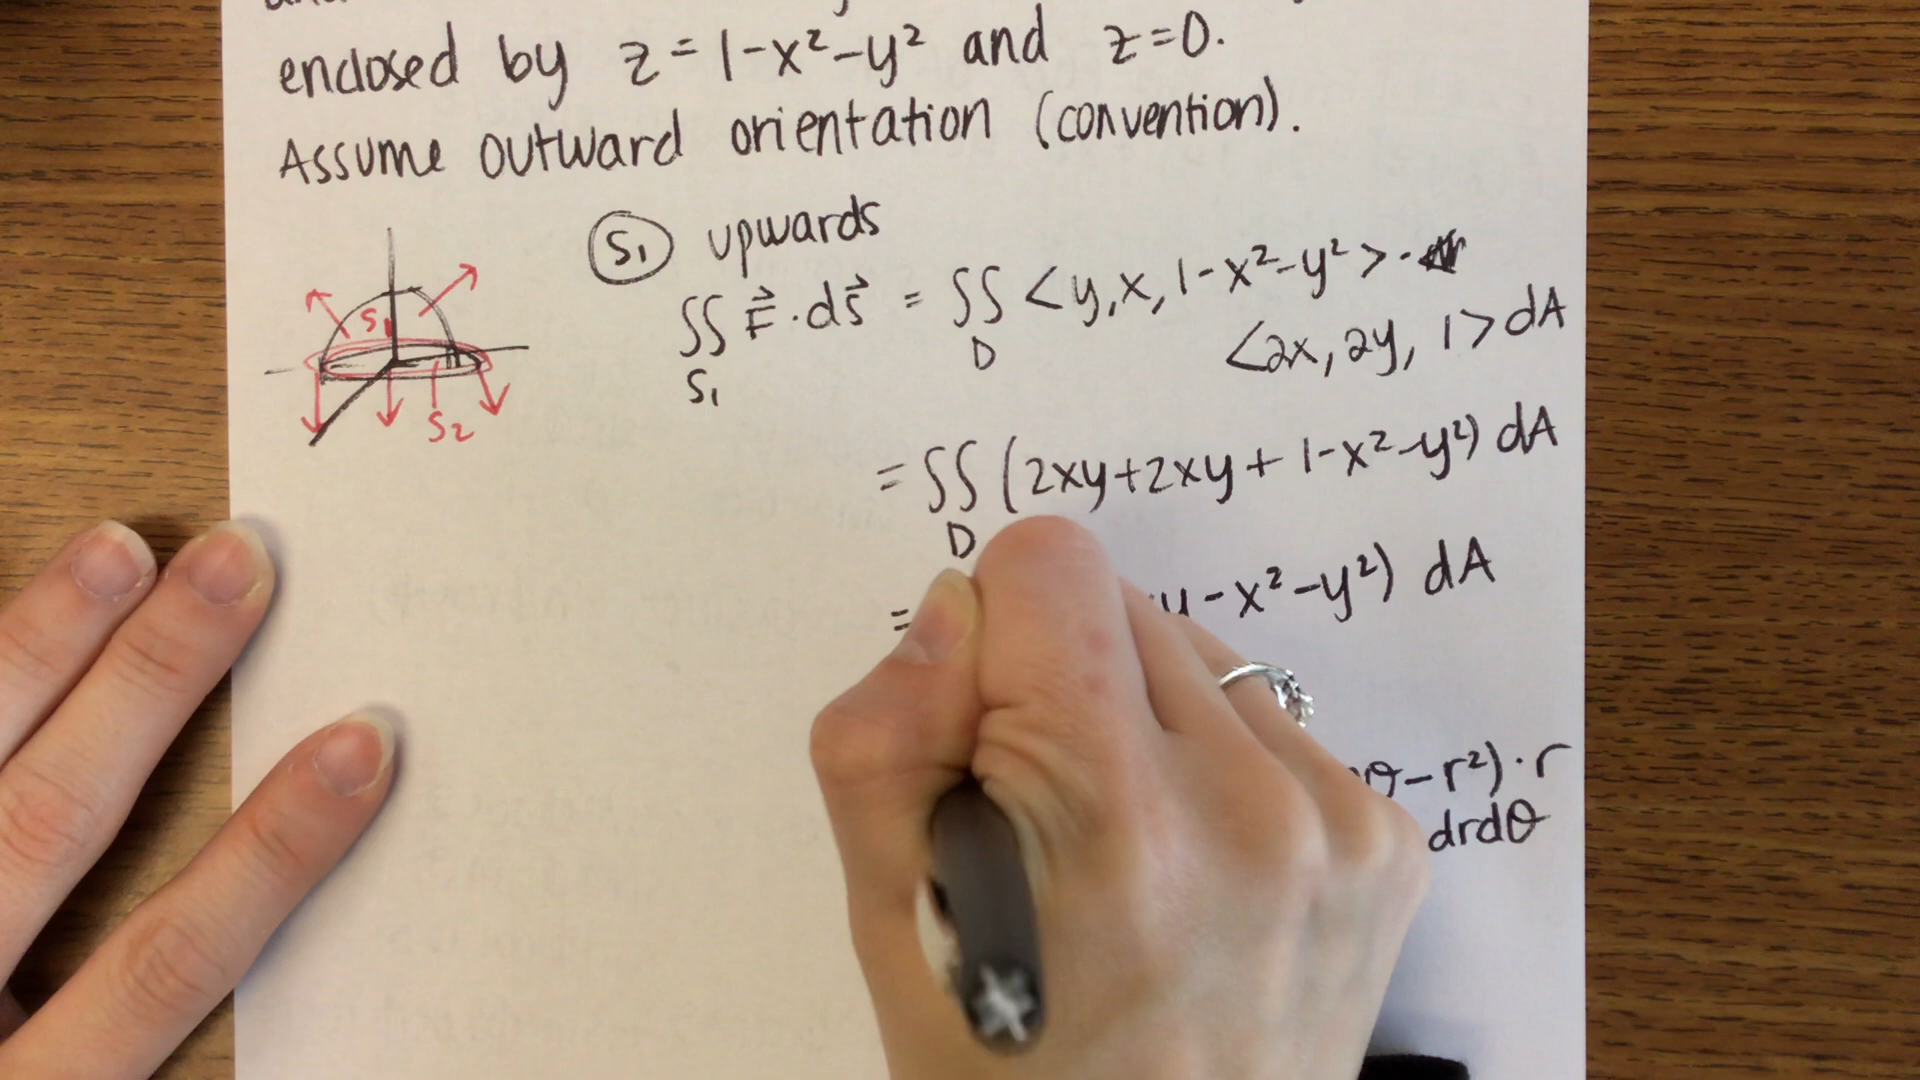 enclosed by z = 1-x²-y² and z=0.
Assume outward orientation (convention).
S₁ upwards
∬ F⃗ · dS⃗ = ∬ <y, x, 1-x²-y²> ·
S₁ D
<2x, 2y, 1> dA
= ∬ (2xy+2xy+ 1-x²-y²) dA
D
= y - x² - y²) dA
θ - r²) · r
drdθ
S₁
S₂